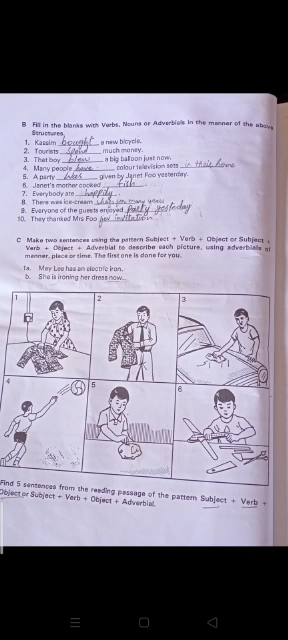 B Fill in the blanks with Verbs, Nouns or Adverbials in the manner of the above
Structures.
1. Kassim bought a new bicycle.
2. Tourists spend much money.
3. That boy blew a big balloon just now.
4. Many people have colour television sets in their home
5. A party was given by Janet Foo yesterday.
6. Janet's mother cooked fish
7. Everybody ate happily
8. There was ice-cream
9. Everyone of the guests enjoyed party yesterday
10. They thanked Mrs Foo for invitation.
C Make two sentences using the pattern Subject + Verb + Object or Subject +
Verb + Object + Adverbial to describe each picture, using adverbials of
manner, place or time. The first one is done for you.
1a. May Lee has an electric iron.
b. She is ironing her dress now.
1
2
3
4
5
6
Find 5 sentences from the reading passage of the pattern Subject + Verb +
Object or Subject + Verb + Object + Adverbial.